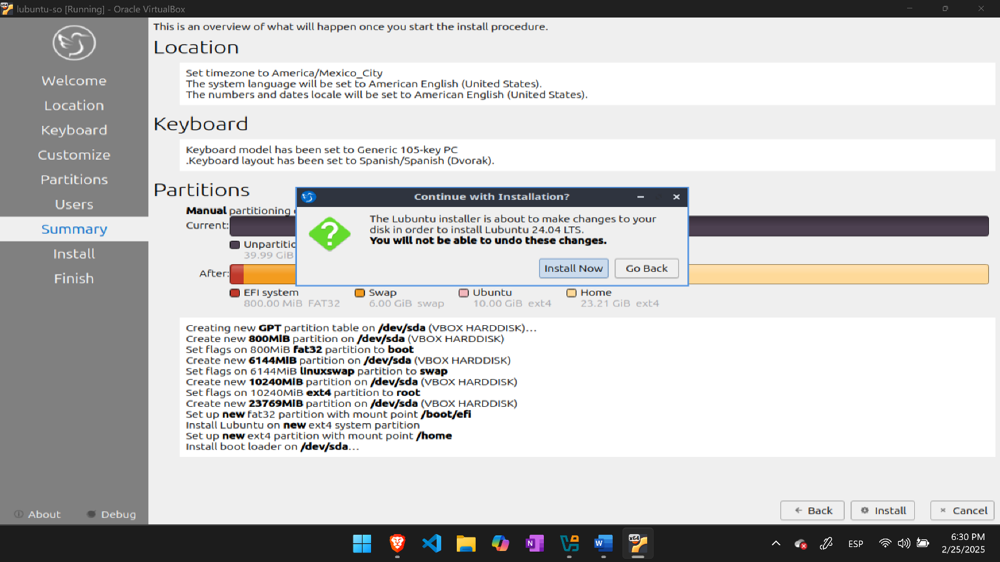 lubuntu-so [Running] - Oracle VirtualBox
Welcome
Location
Keyboard
Customize
Partitions
Users
Summary
Install
Finish
About
Debug
This is an overview of what will happen once you start the install procedure.
Location
Set timezone to America/Mexico_City
The system language will be set to American English (United States).
The numbers and dates locale will be set to American English (United States).
Keyboard
Keyboard model has been set to Generic 105-key PC
.Keyboard layout has been set to Spanish/Spanish (Dvorak).
Partitions
Manual partitioning
Current:
39.99 GiB
After:
EFI system
800.00 MiB FAT32
Swap
6.00 GiB swap
Ubuntu
10.00 GiB ext4
Home
23.21 GiB ext4
Continue with Installation?
The Lubuntu installer is about to make changes to your
disk in order to install Lubuntu 24.04 LTS.
You will not be able to undo these changes.
Install Now
Go Back
Creating new GPT partition table on /dev/sda (VBOX HARDDISK)...
Create new 800MiB partition on /dev/sda (VBOX HARDDISK)
Set flags on 800MiB fat32 partition to boot
Create new 6144MiB partition on /dev/sda (VBOX HARDDISK)
Set flags on 6144MiB linuxswap partition to swap
Create new 10240MiB partition on /dev/sda (VBOX HARDDISK)
Set flags on 10240MiB ext4 partition to root
Create new 23769MiB partition on /dev/sda (VBOX HARDDISK)
Set up new fat32 partition with mount point /boot/efi
Install Lubuntu on new ext4 system partition
Set up new ext4 partition with mount point /home
Install boot loader on /dev/sda...
Back
Install
Cancel
x64
ESP
6:30 PM
2/25/2025